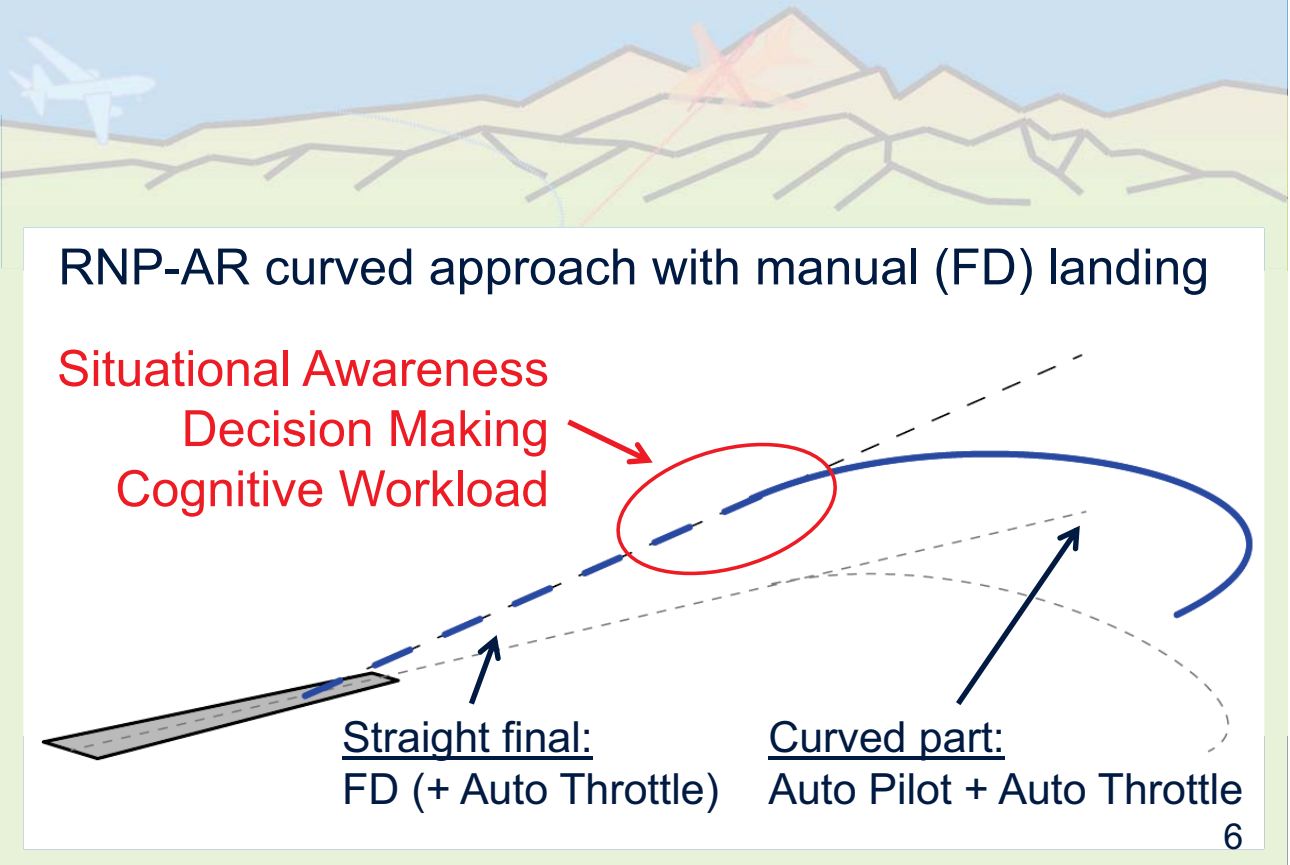 RNP-AR curved approach with manual (FD) landing
Situational Awareness
Decision Making
Cognitive Workload
Straight final:
FD (+ Auto Throttle)
Curved part:
Auto Pilot + Auto Throttle
6